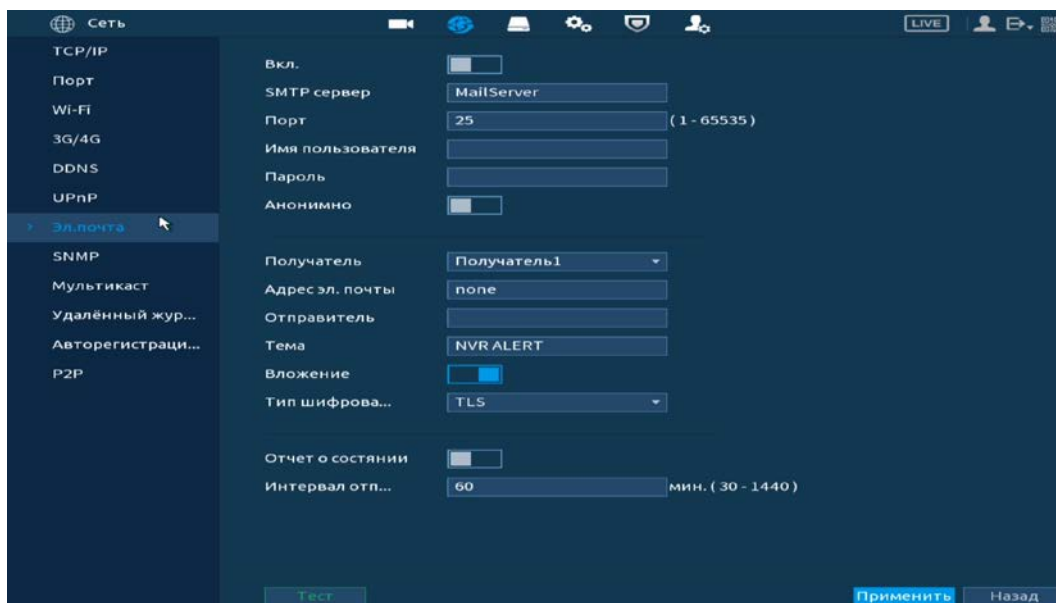 Сеть
LIVE
TCP/IP
Порт
Wi-Fi
3G/4G
DDNS
UPnP
Эл.почта
SNMP
Мультикаст
Удалённый жур...
Авторегистраци...
P2P
Вкл.
SMTP сервер MailServer
Порт 25 (1 - 65535)
Имя пользователя
Пароль
Анонимно
Получатель Получатель1
Адрес эл. почты none
Отправитель
Тема NVR ALERT
Вложение
Тип шифрова... TLS
Отчет о состянии
Интервал отп... 60 мин. (30 - 1440)
Тест
Применить
Назад